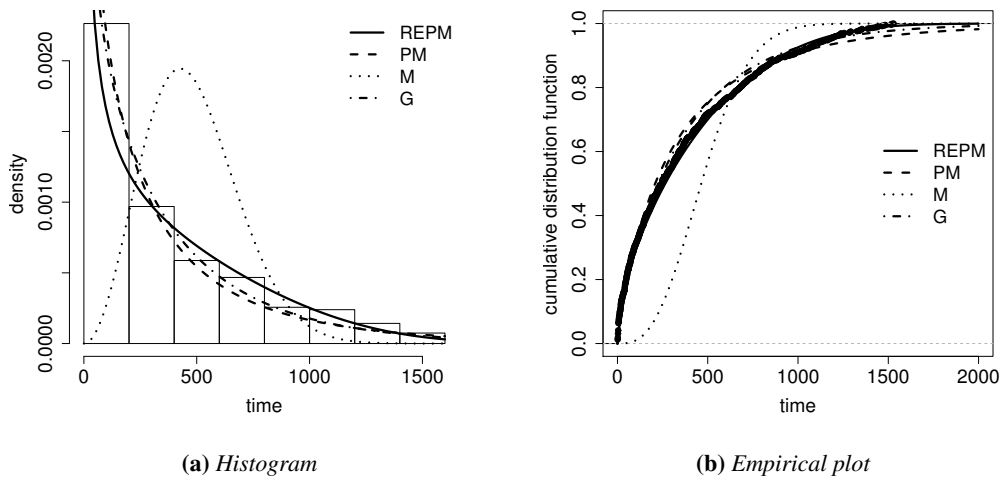 density
0.0000 0.0010 0.0020
0 500 1000 1500
time
REPM
PM
M
G
(a) Histogram
cumulative distribution function
0.0 0.2 0.4 0.6 0.8 1.0
0 500 1000 1500 2000
time
REPM
PM
M
G
(b) Empirical plot